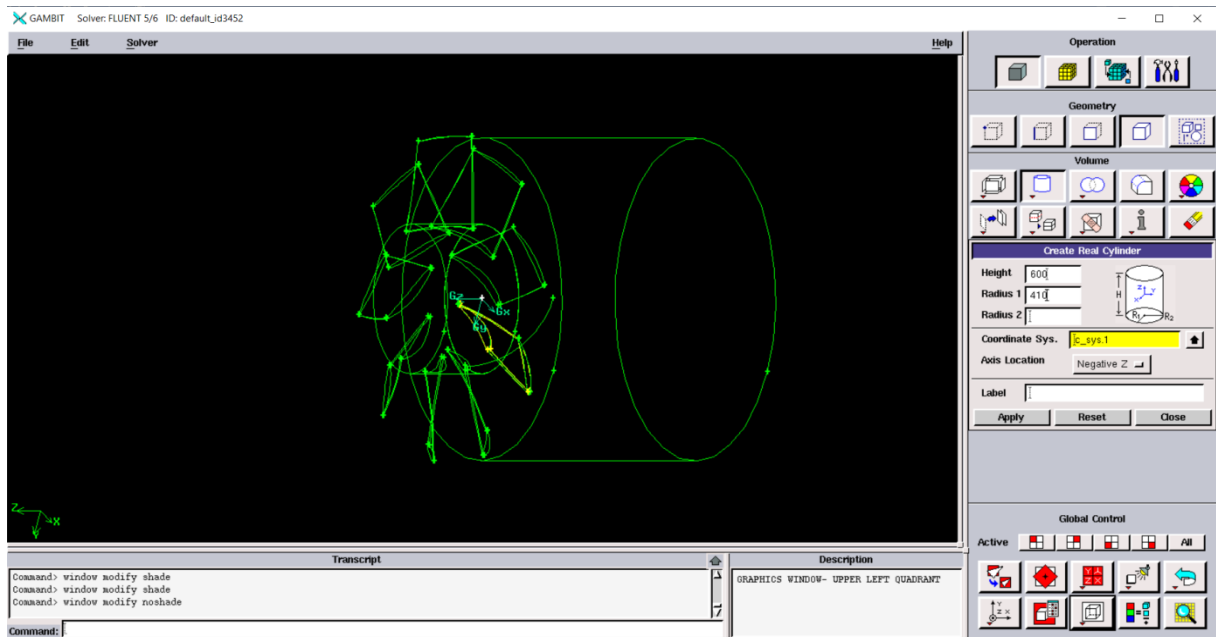 GAMBIT Solver: FLUENT 5/6 ID: default_id3452
File Edit Solver Help
Gz
Gx
Gy
Z
X
Operation
Geometry
Volume
Create Real Cylinder
Height 600
Radius 1 410
Radius 2
H
z
y
x
R1
R2
Coordinate Sys. c_sys.1
Axis Location Negative Z
Label
Apply Reset Close
Global Control
Active All
Transcript
Command> window modify shade
Command> window modify shade
Command> window modify noshade
Command:
Description
GRAPHICS WINDOW- UPPER LEFT QUADRANT